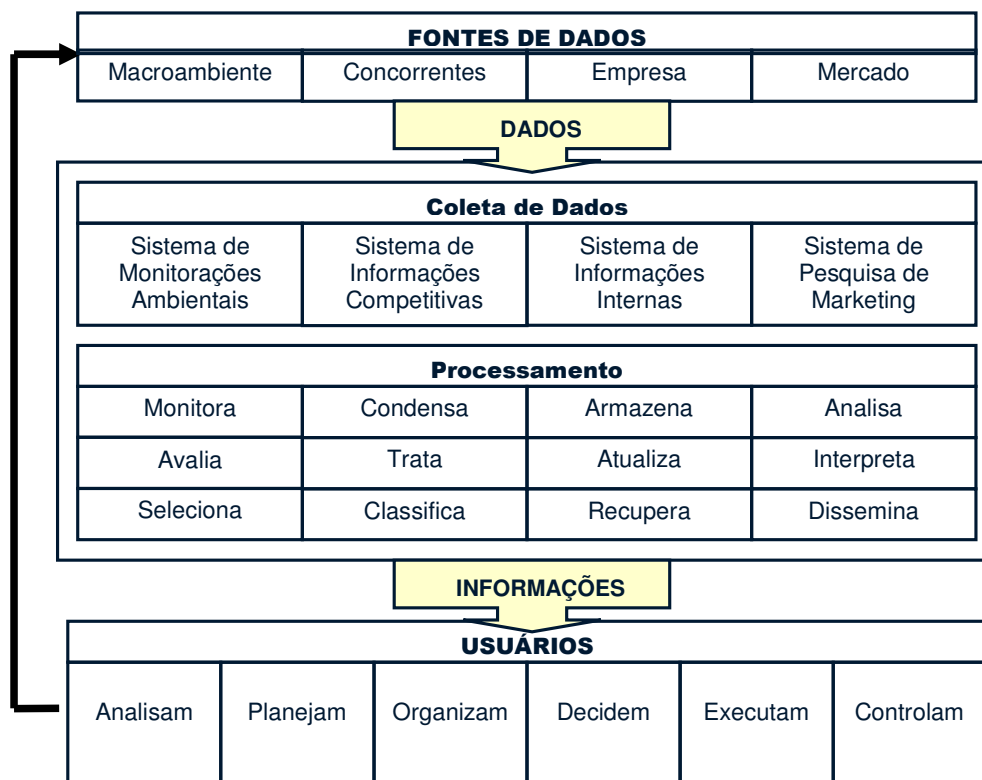 FONTES DE DADOS
Macroambiente Concorrentes Empresa Mercado
DADOS
Coleta de Dados
Sistema de Sistema de Sistema de Sistema de
Monitorações Informações Informações Pesquisa de
Ambientais Competitivas Internas Marketing
Processamento
Monitora Condensa Armazena Analisa
Avalia Trata Atualiza Interpreta
Seleciona Classifica Recupera Dissemina
INFORMAÇÕES
USUÁRIOS
Analisam Planejam Organizam Decidem Executam Controlam